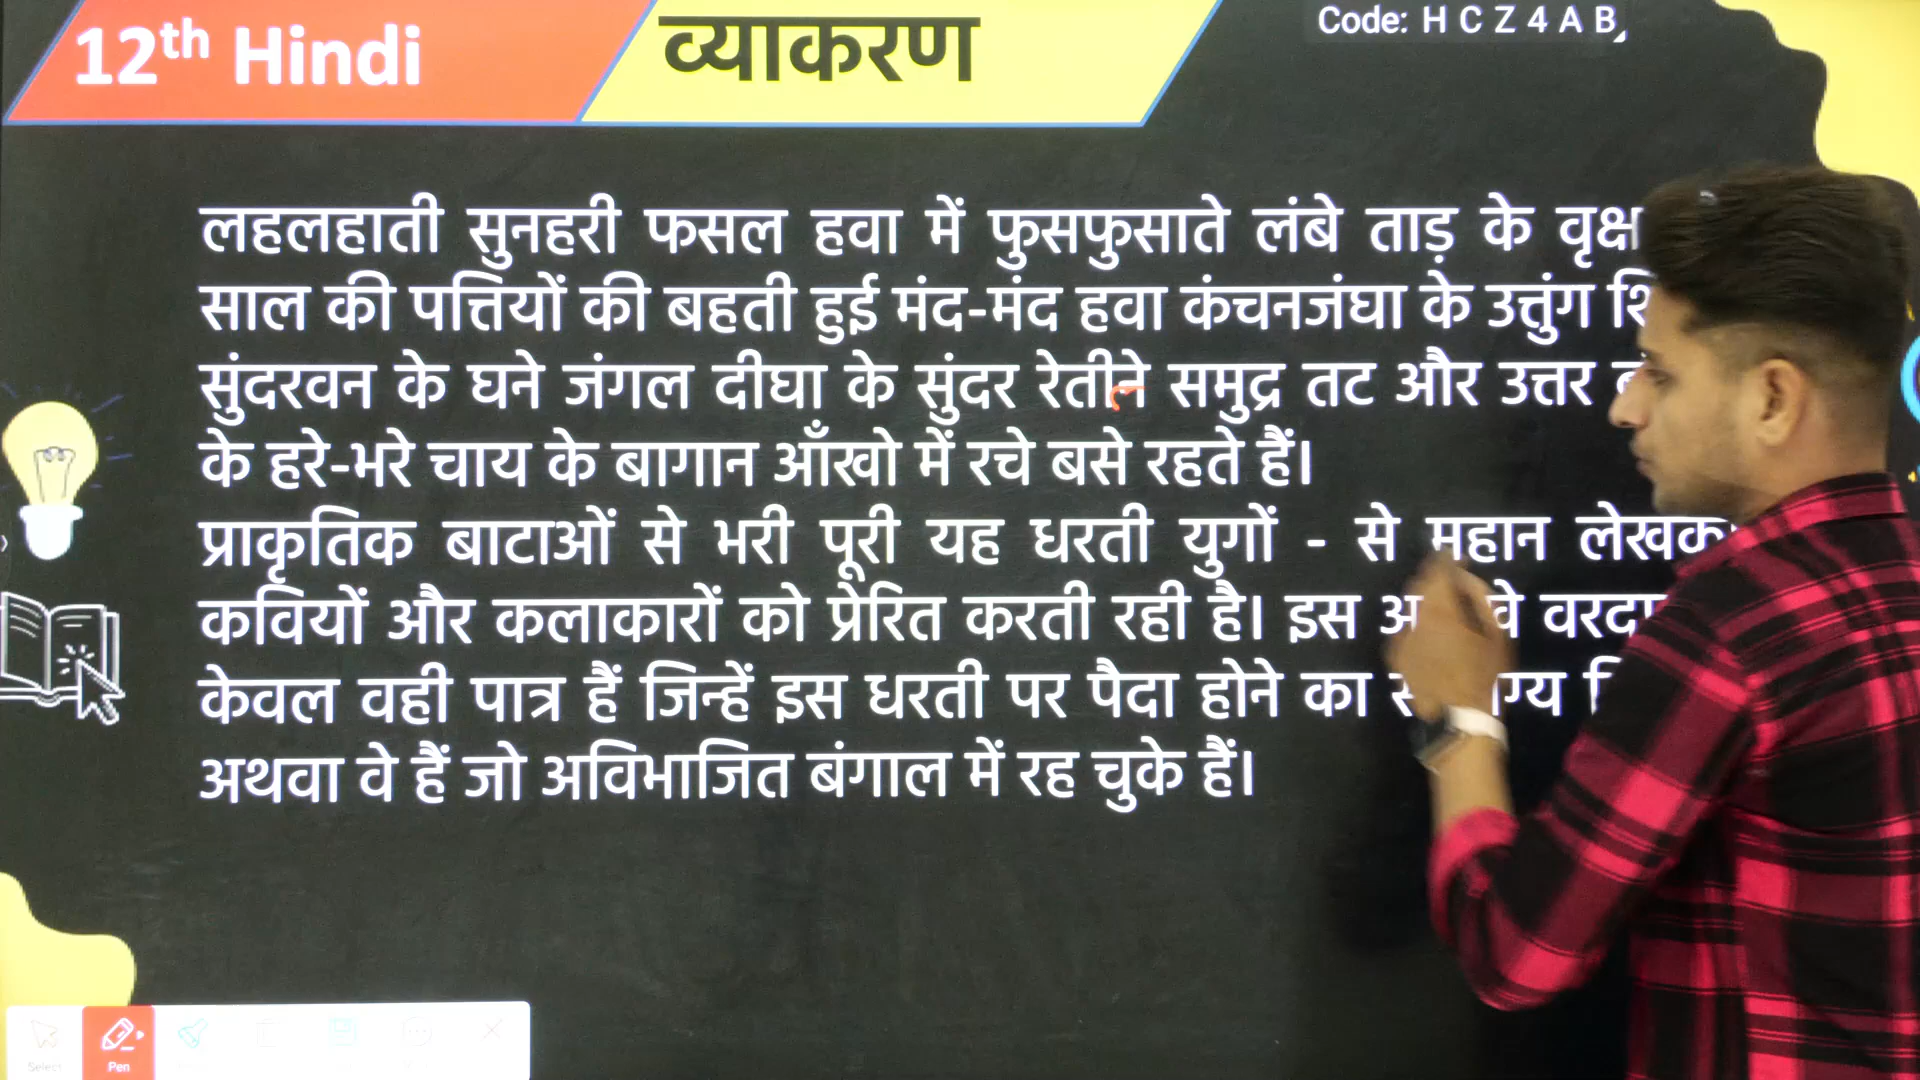 12th Hindi
व्याकरण
Code: H C Z 4 A B
लहलहाती सुनहरी फसल हवा में फुसफुसाते लंबे ताड़ के वृक्ष
साल की पत्तियों की बहती हुई मंद-मंद हवा कंचनजंघा के उत्तुंग
सुंदरवन के घने जंगल दीघा के सुंदर रेतीने समुद्र तट और उत्तर
के हरे-भरे चाय के बागान आँखो में रचे बसे रहते हैं।
प्राकृतिक बाटाओं से भरी पूरी यह धरती युगों - से महान लेखक
कवियों और कलाकारों को प्रेरित करती रही है। इस
केवल वही पात्र हैं जिन्हें इस धरती पर पैदा होने का
अथवा वे हैं जो अविभाजित बंगाल में रह चुके हैं।
Select
Pen